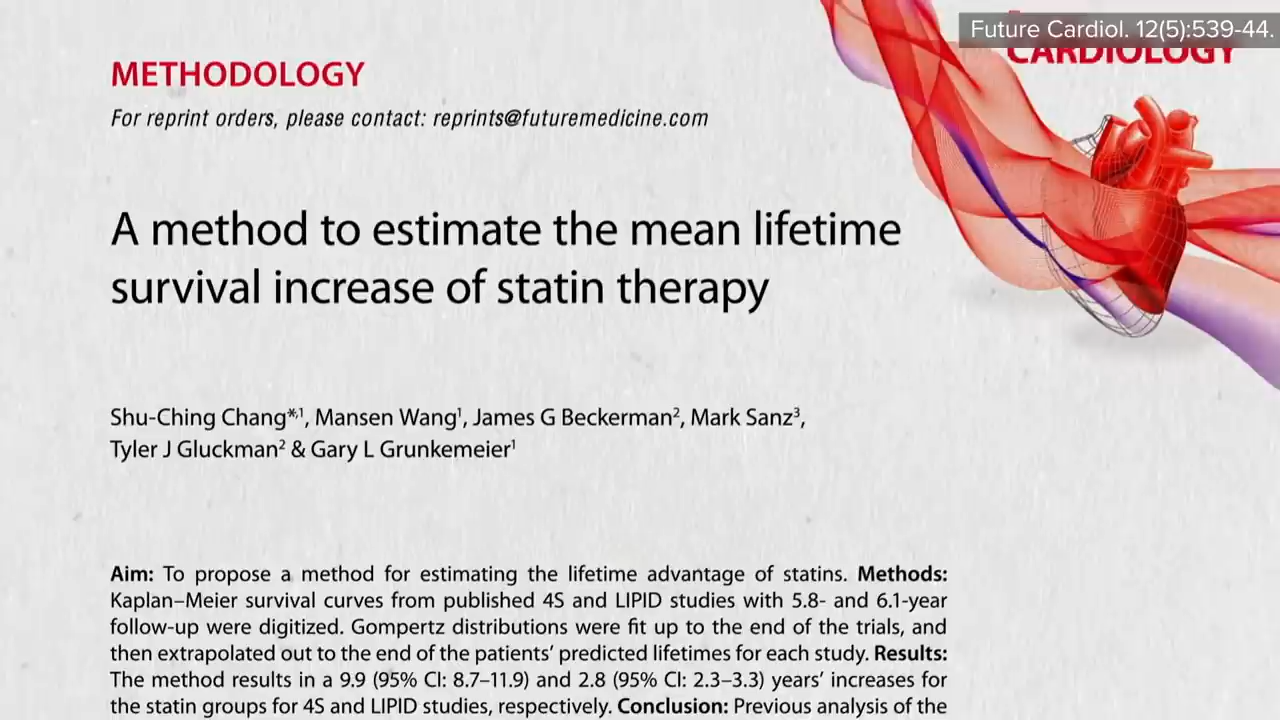 Future Cardiol. 12(5):539-44.
CARDIOLOGY
METHODOLOGY
For reprint orders, please contact: reprints@futuremedicine.com
A method to estimate the mean lifetime
survival increase of statin therapy
Shu-Ching Chang*,1, Mansen Wang1, James G Beckerman2, Mark Sanz3,
Tyler J Gluckman2 & Gary L Grunkemeier1
Aim: To propose a method for estimating the lifetime advantage of statins. Methods:
Kaplan–Meier survival curves from published 4S and LIPID studies with 5.8- and 6.1-year
follow-up were digitized. Gompertz distributions were fit up to the end of the trials, and
then extrapolated out to the end of the patients’ predicted lifetimes for each study. Results:
The method results in a 9.9 (95% CI: 8.7–11.9) and 2.8 (95% CI: 2.3–3.3) years’ increases for
the statin groups for 4S and LIPID studies, respectively. Conclusion: Previous analysis of the